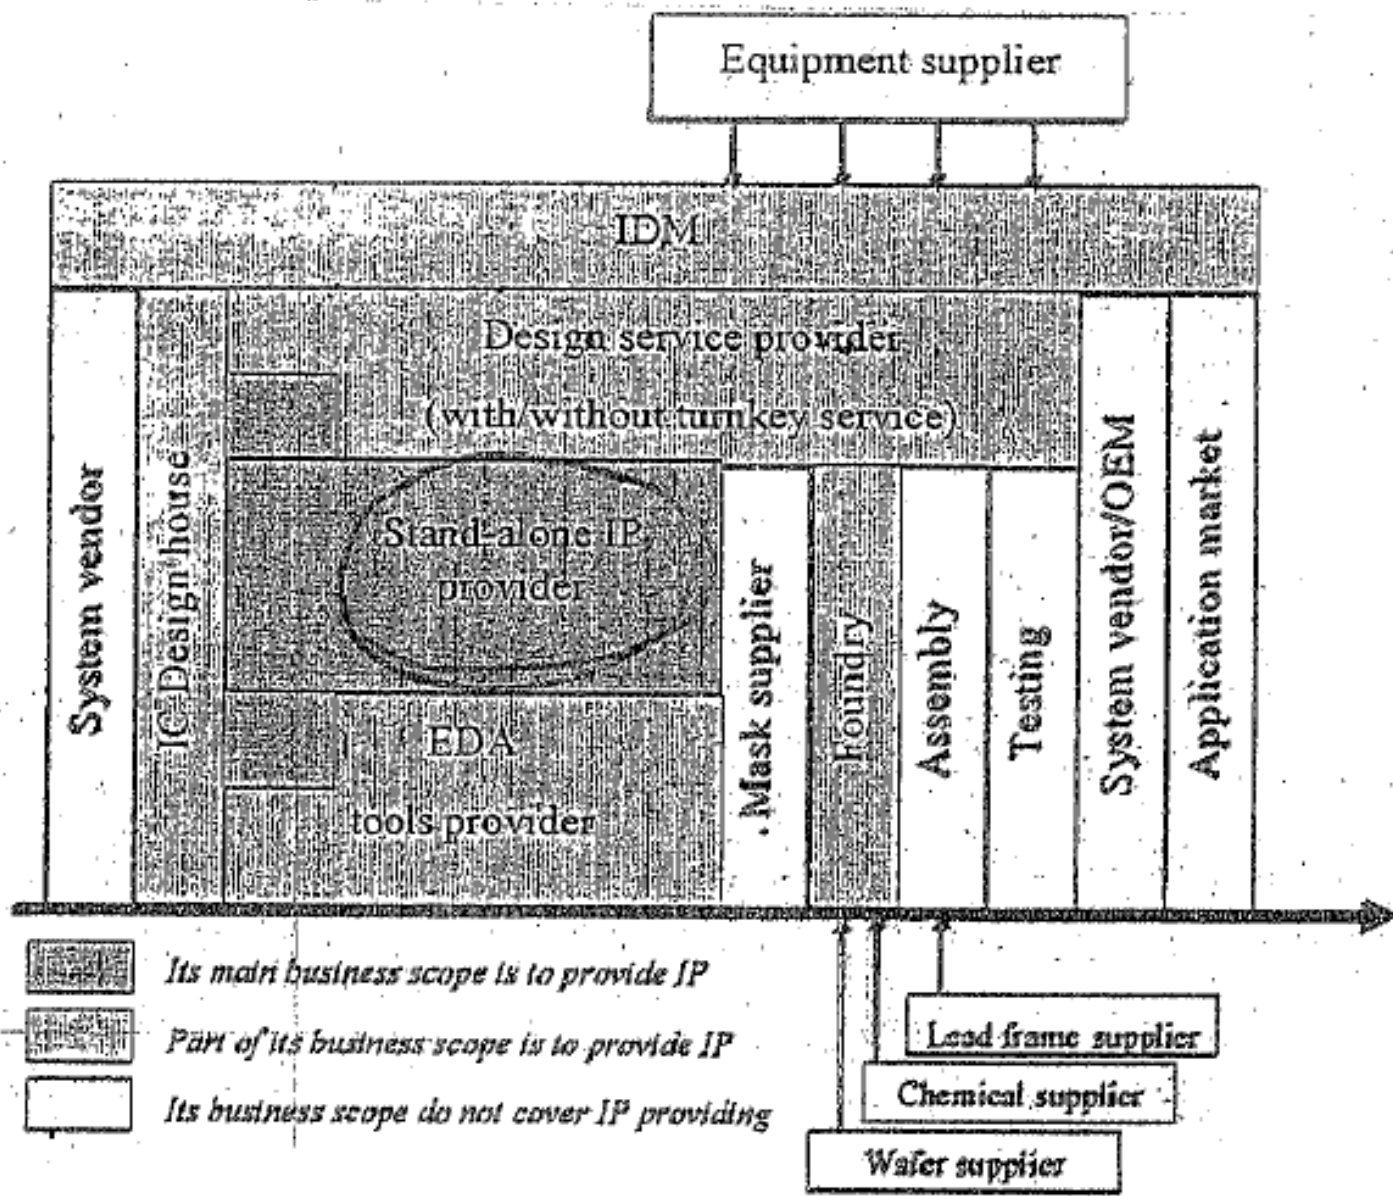 Equipment supplier
IDM
Design service provider
(with/without turnkey service)
Stand-alone IP
provider
EDA
tools provider
System vendor
IC Design house
Mask supplier
Foundry
Assembly
Testing
System vendor/OEM
Application market
Its main business scope is to provide IP
Part of its business scope is to provide IP
Its business scope do not cover IP providing
Lead frame supplier
Chemical supplier
Wafer supplier